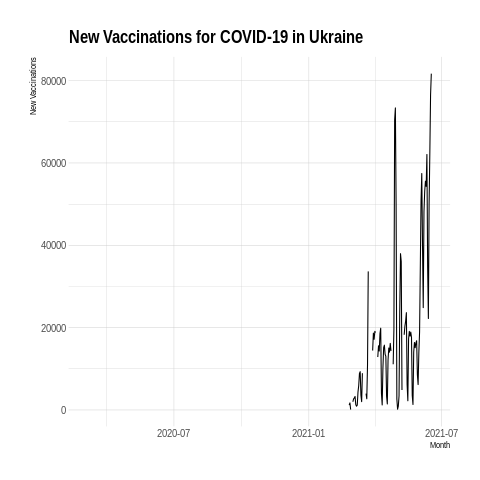 New Vaccinations for COVID-19 in Ukraine
New Vaccinations
80000
60000
40000
20000
0
2020-07 2021-01 2021-07
Month